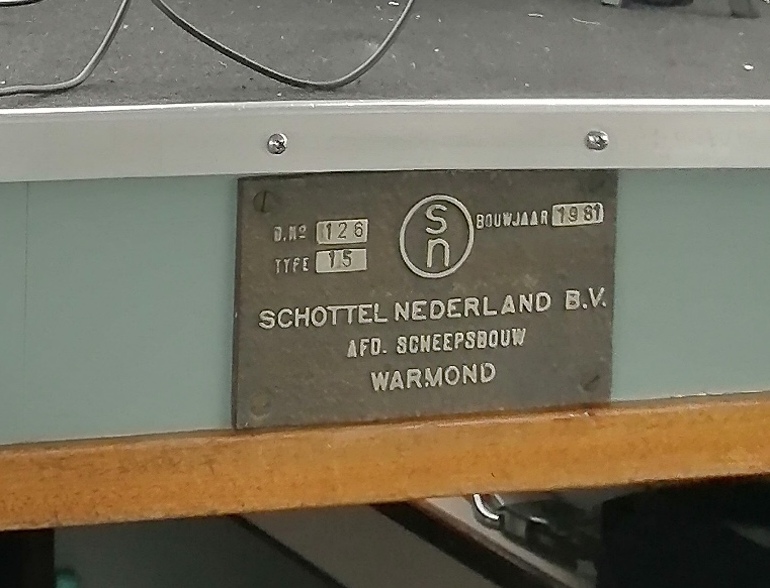 B.Nº 126
TYPE 15
sn
BOUWJAAR 1981
SCHOTTEL NEDERLAND B.V.
AFD. SCHEEPSBOUW
WARMOND